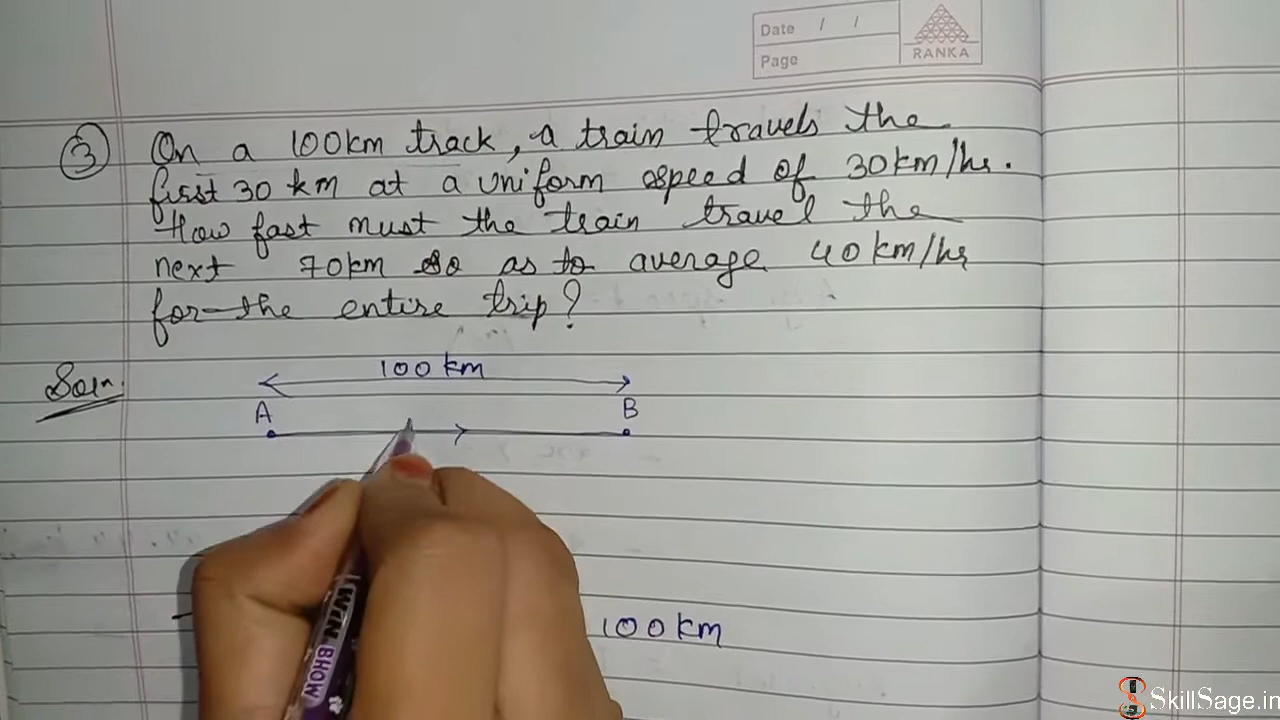 Date / /
Page
RANKA
③ On a 100km track, a train travels the
first 30 km at a uniform speed of 30km/hr.
How fast must the train travel the
next 70km so as to average 40km/hr
for the entire trip?
Soln.
100 km
A B
100km
WIN BHOW
SkillSage.in